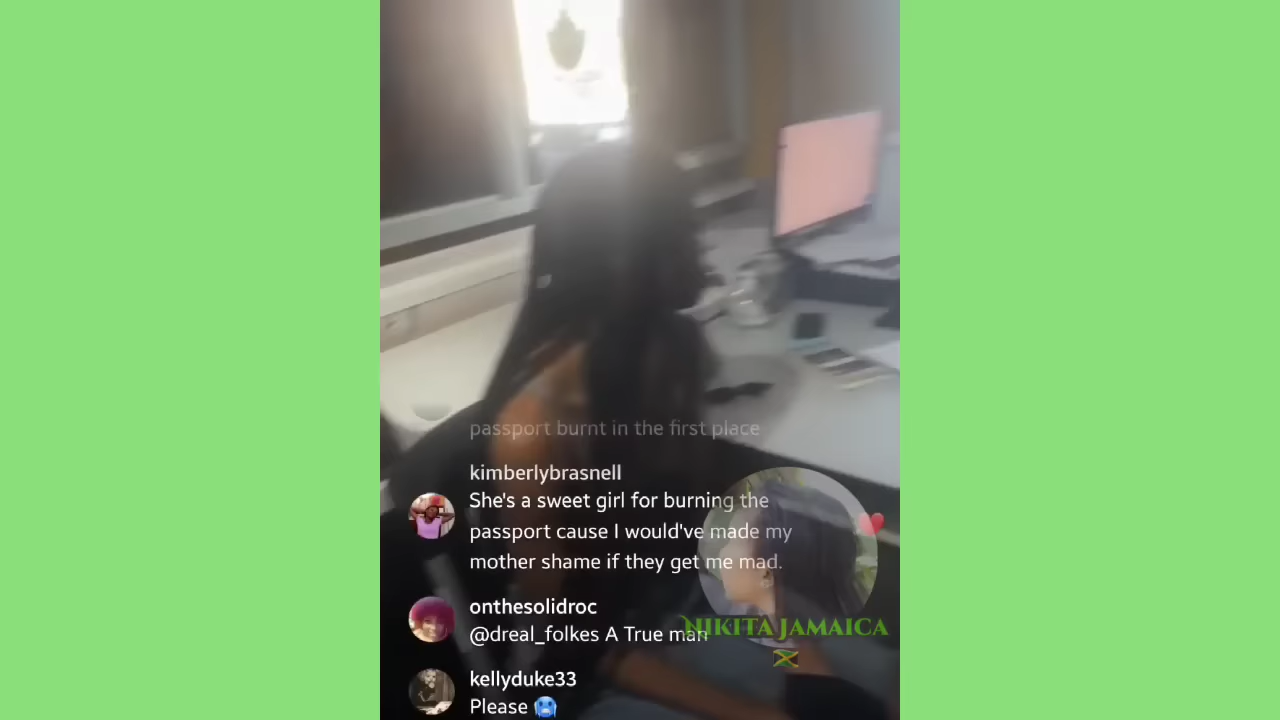 passport burnt in the first place
kimberlybrasnell
She's a sweet girl for burning the
passport cause I would've made my
mother shame if they get me mad.
onthesolidroc
@dreal_folkes A True man
NIKITA JAMAICA
kellyduke33
Please 🥶